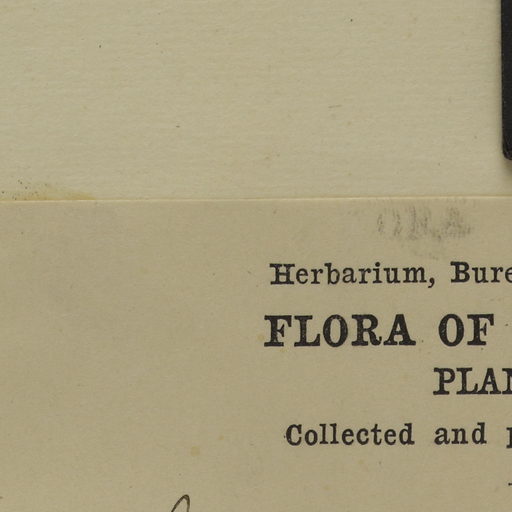 Herbarium, Bure
FLORA OF
PLAN
Collected and